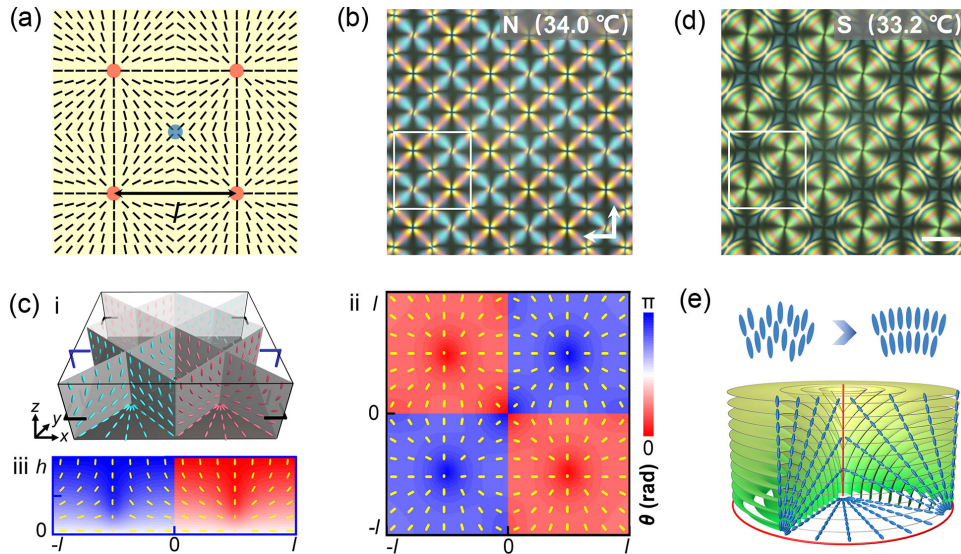 (a)
l
(b)
N (34.0 ℃)
(d)
S (33.2 ℃)
(c)
i
z
y
x
ii
l
0
-l
-l
0
l
π
0
θ (rad)
iii
h
0
-l
0
l
(e)